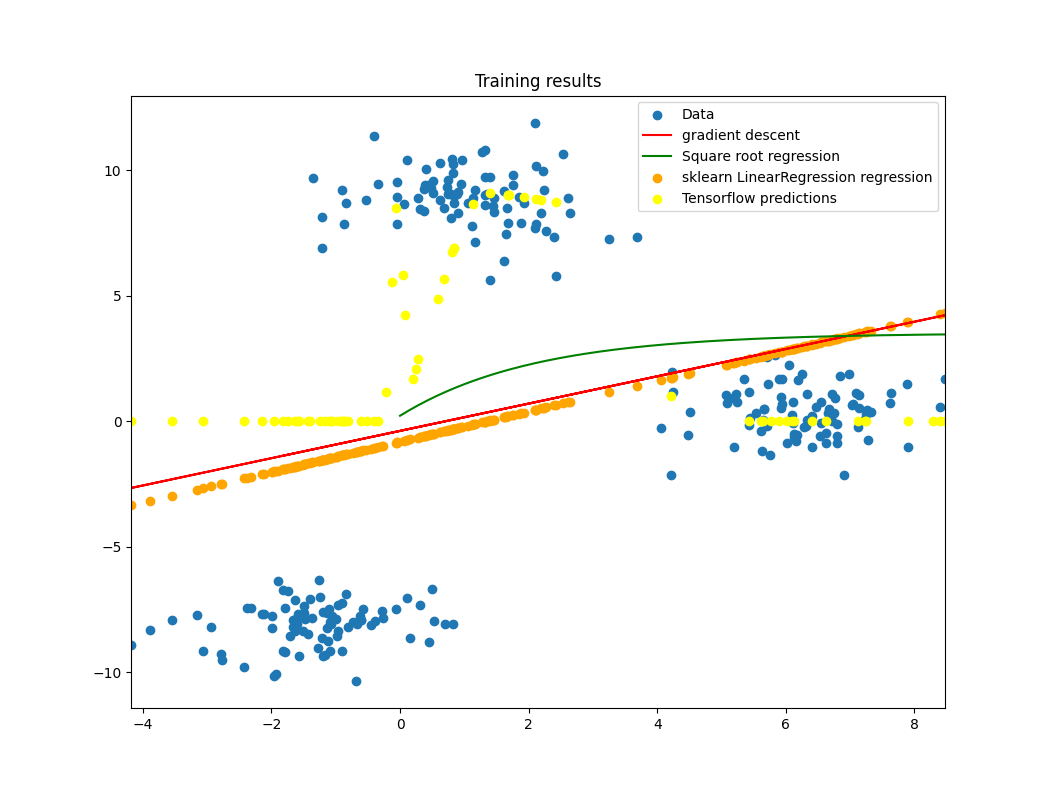 Training results
Data
gradient descent
Square root regression
sklearn LinearRegression regression
Tensorflow predictions
10
5
0
−5
−10
−4 −2 0 2 4 6 8